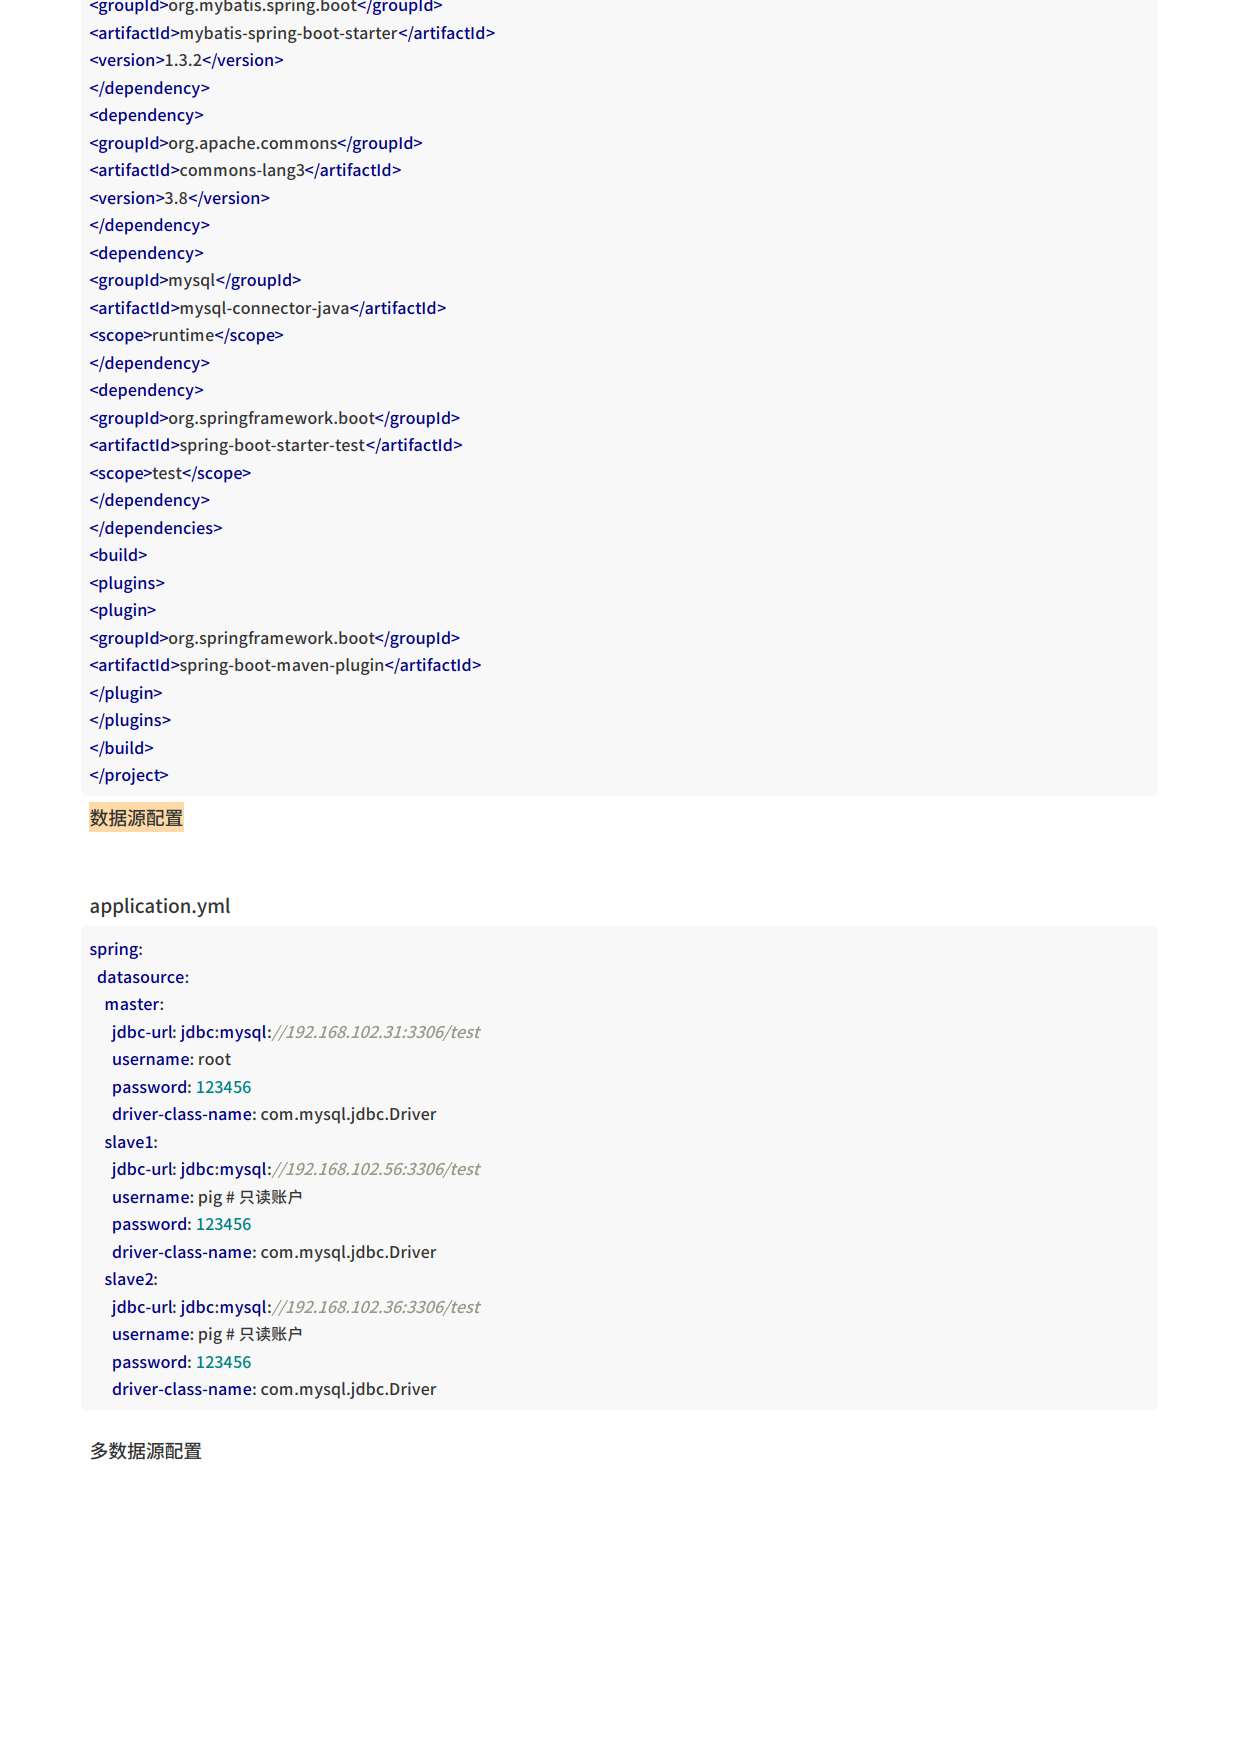 <groupId>org.mybatis.spring.boot</groupId>
<artifactId>mybatis-spring-boot-starter</artifactId>
<version>1.3.2</version>
</dependency>
<dependency>
<groupId>org.apache.commons</groupId>
<artifactId>commons-lang3</artifactId>
<version>3.8</version>
</dependency>
<dependency>
<groupId>mysql</groupId>
<artifactId>mysql-connector-java</artifactId>
<scope>runtime</scope>
</dependency>
<dependency>
<groupId>org.springframework.boot</groupId>
<artifactId>spring-boot-starter-test</artifactId>
<scope>test</scope>
</dependency>
</dependencies>
<build>
<plugins>
<plugin>
<groupId>org.springframework.boot</groupId>
<artifactId>spring-boot-maven-plugin</artifactId>
</plugin>
</plugins>
</build>
</project>
数据源配置
application.yml
spring:
  datasource:
    master:
      jdbc-url: jdbc:mysql://192.168.102.31:3306/test
      username: root
      password: 123456
      driver-class-name: com.mysql.jdbc.Driver
    slave1:
      jdbc-url: jdbc:mysql://192.168.102.56:3306/test
      username: pig # 只读账户
      password: 123456
      driver-class-name: com.mysql.jdbc.Driver
    slave2:
      jdbc-url: jdbc:mysql://192.168.102.36:3306/test
      username: pig # 只读账户
      password: 123456
      driver-class-name: com.mysql.jdbc.Driver
多数据源配置